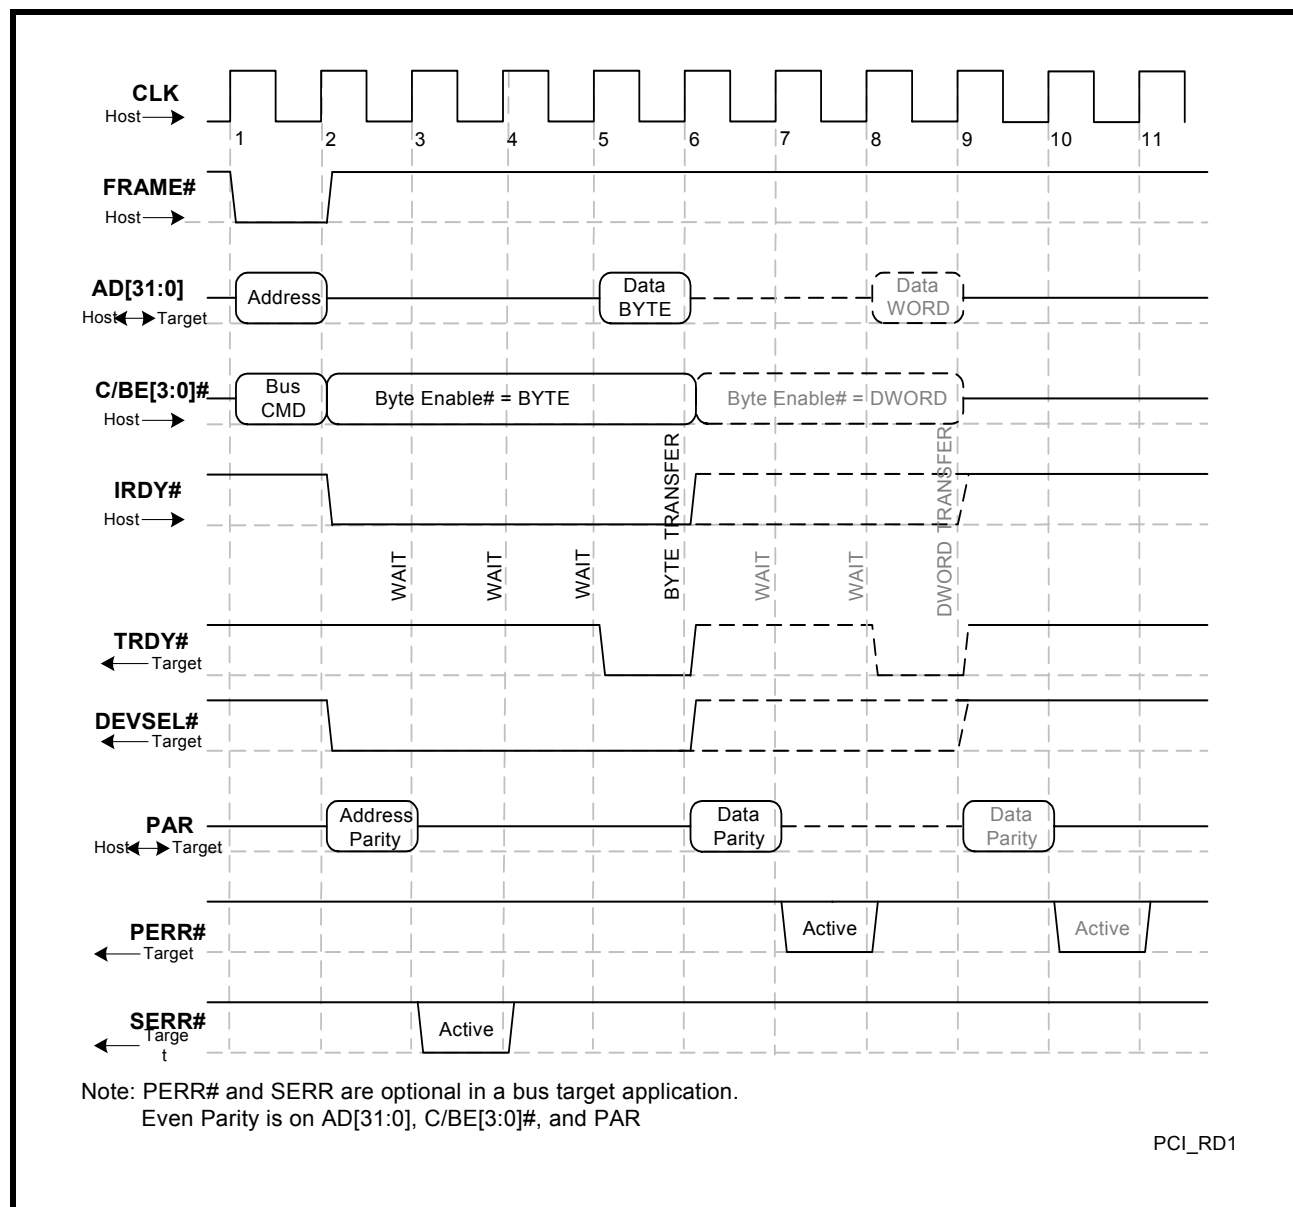 CLK
Host
1 2 3 4 5 6 7 8 9 10 11
FRAME#
Host
AD[31:0]
Host Target
Address
Data
BYTE
Data
WORD
C/BE[3:0]#
Host
Bus
CMD
Byte Enable# = BYTE
Byte Enable# = DWORD
IRDY#
Host
WAIT
WAIT
WAIT
BYTE TRANSFER
WAIT
WAIT
DWORD TRANSFER
TRDY#
Target
DEVSEL#
Target
PAR
Host Target
Address
Parity
Data
Parity
Data
Parity
PERR#
Target
Active
Active
SERR#
Targe
t
Active
Note: PERR# and SERR are optional in a bus target application.
Even Parity is on AD[31:0], C/BE[3:0]#, and PAR
PCI_RD1